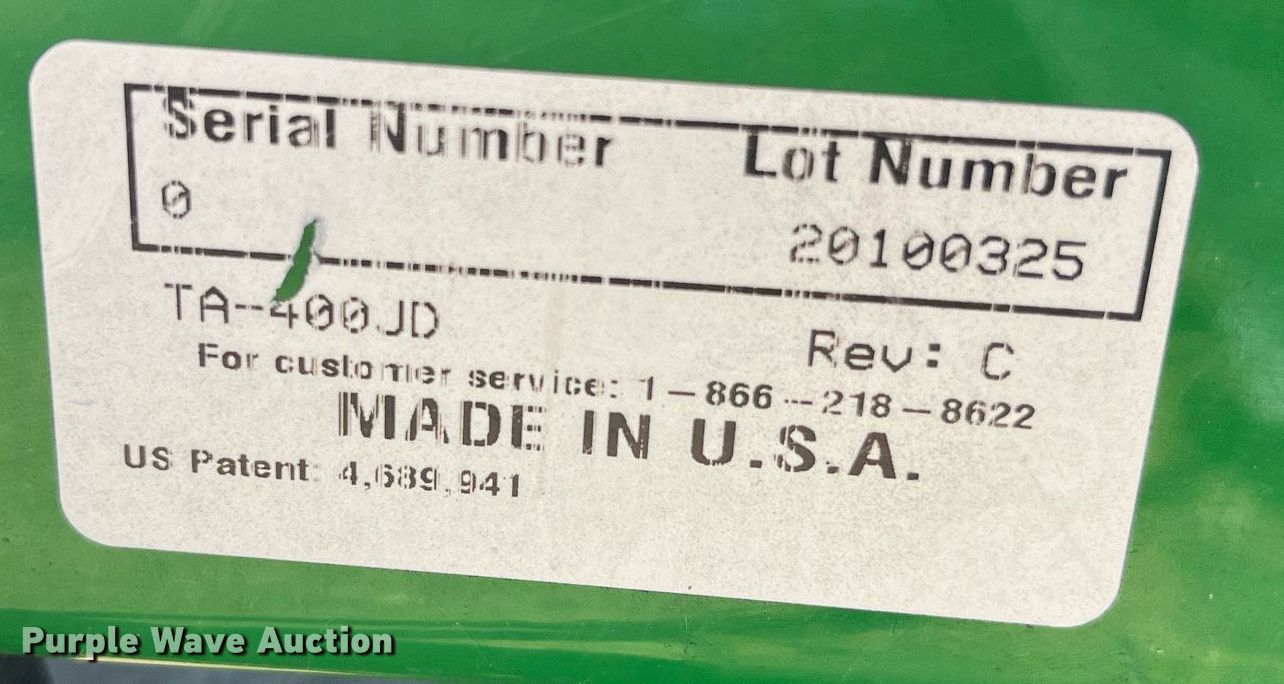 Serial Number Lot Number
0 20100325
TA-400JD Rev: C
For customer service: 1-866-218-8622
MADE IN U.S.A.
US Patent: 4,689,941
Purple Wave Auction